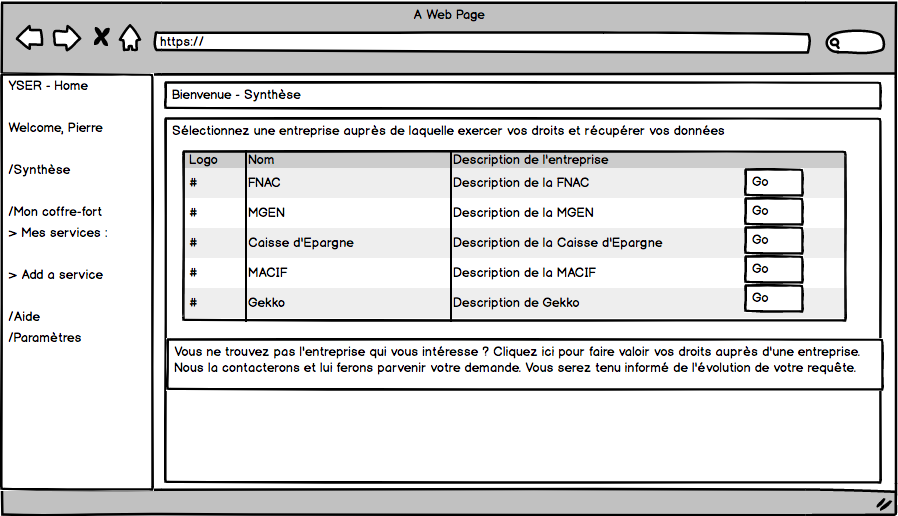 A Web Page
https://
YSER - Home
Welcome, Pierre
/Synthèse
/Mon coffre-fort
> Mes services :
> Add a service
/Aide
/Paramètres
Bienvenue - Synthèse
Sélectionnez une entreprise auprès de laquelle exercer vos droits et récupérer vos données
Logo Nom Description de l'entreprise
# FNAC Description de la FNAC Go
# MGEN Description de la MGEN Go
# Caisse d'Epargne Description de la Caisse d'Epargne Go
# MACIF Description de la MACIF Go
# Gekko Description de Gekko Go
Vous ne trouvez pas l'entreprise qui vous intéresse ? Cliquez ici pour faire valoir vos droits auprès d'une entreprise.
Nous la contacterons et lui ferons parvenir votre demande. Vous serez tenu informé de l'évolution de votre requête.